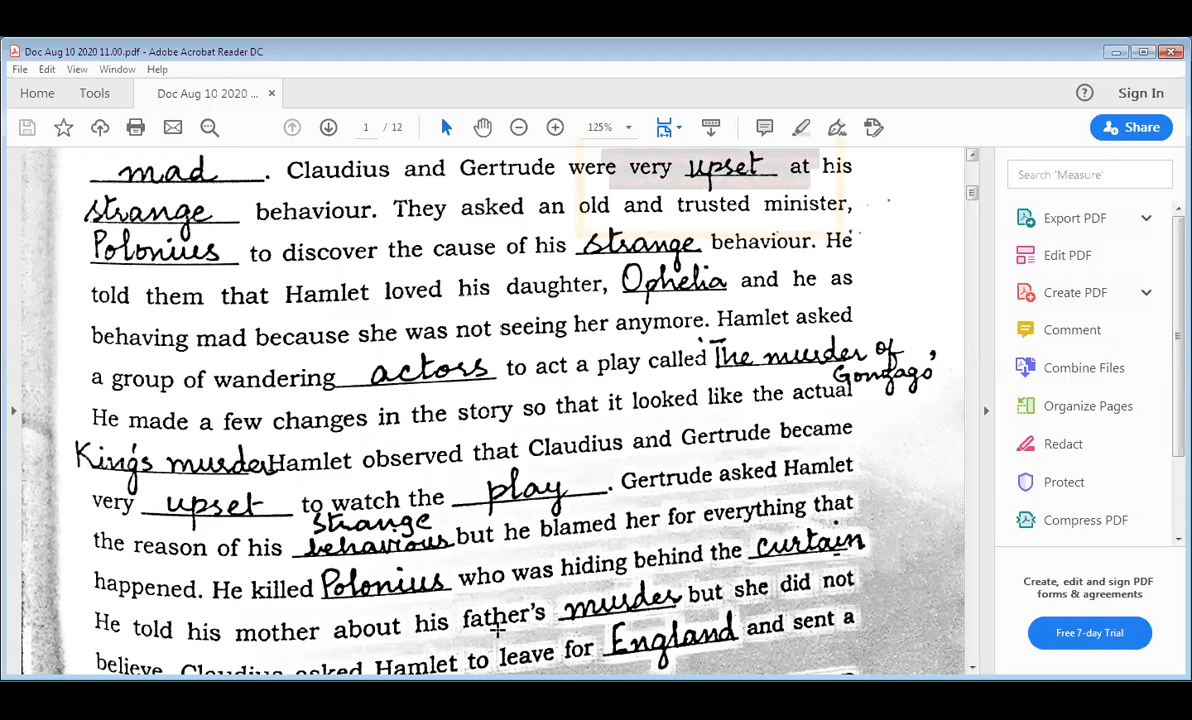 Doc Aug 10 2020 11.00.pdf - Adobe Acrobat Reader DC
File Edit View Window Help
Home Tools Doc Aug 10 2020 ... × Sign In
1 / 12 125% Share
mad. Claudius and Gertrude were very upset at his
strange behaviour. They asked an old and trusted minister,
Polonius to discover the cause of his strange behaviour. He
told them that Hamlet loved his daughter, Ophelia and he as
behaving mad because she was not seeing her anymore. Hamlet asked
a group of wandering actors to act a play called 'The murder of
Gonzago'
He made a few changes in the story so that it looked like the actual
King's murder Hamlet observed that Claudius and Gertrude became
very upset to watch the play. Gertrude asked Hamlet
strange
the reason of his behaviour but he blamed her for everything that
happened. He killed Polonius who was hiding behind the curtain
He told his mother about his father's murder but she did not
believe. Claudius asked Hamlet to leave for England and sent a
Search 'Measure'
Export PDF
Edit PDF
Create PDF
Comment
Combine Files
Organize Pages
Redact
Protect
Compress PDF
Create, edit and sign PDF
forms & agreements
Free 7-day Trial